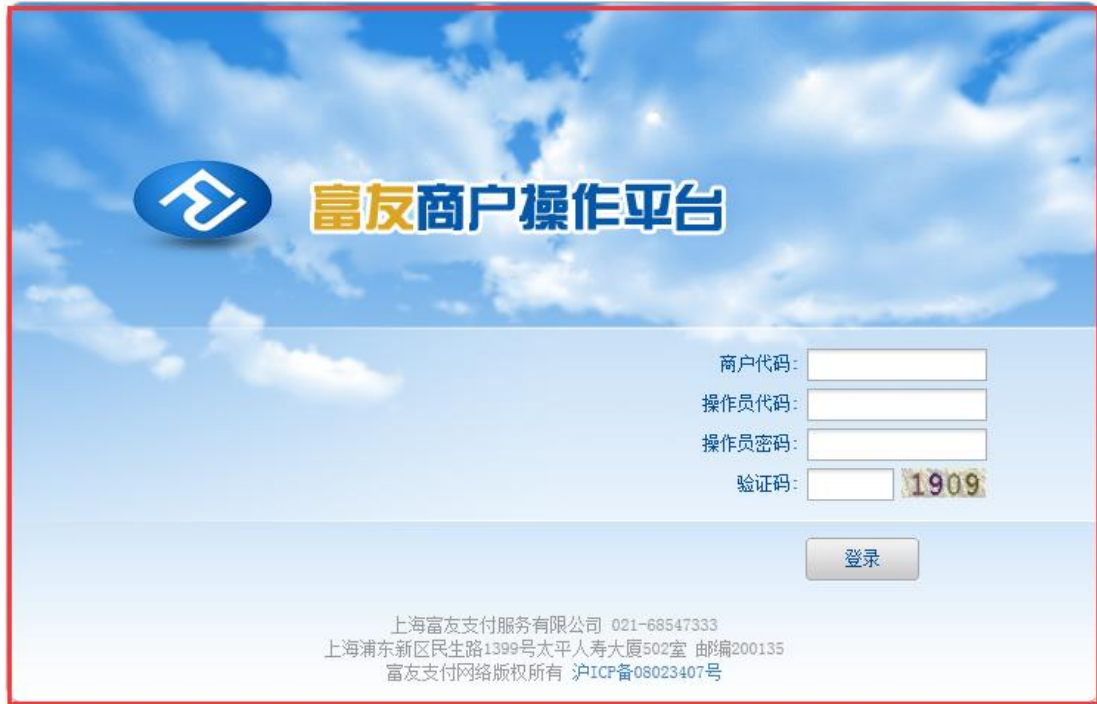 富友商户操作平台
商户代码:
操作员代码:
操作员密码:
验证码: 1909
登录
上海富友支付服务有限公司 021-68547333
上海浦东新区民生路1399号太平人寿大厦502室 邮编200135
富友支付网络版权所有 沪ICP备08023407号